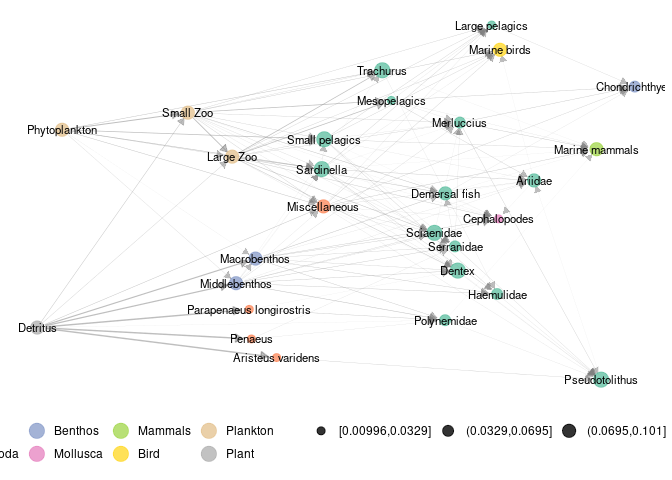 Large pelagics
Marine birds
Trachurus
Chondrichthye
Mesopelagics
Small Zoo
Merluccius
Phytoplankton
Small pelagics
Marine mammals
Large Zoo
Sardinella
Ariidae
Demersal fish
Miscellaneous
Cephalopodes
Sciaenidae
Serranidae
Macrobenthos
Dentex
Middlebenthos
Haemulidae
Parapenaeus longirostris
Polynemidae
Detritus
Penaeus
Aristeus varidens
Pseudotolithus
Benthos Mammals Plankton [0.00996,0.0329] (0.0329,0.0695] (0.0695,0.101]
oda Mollusca Bird Plant